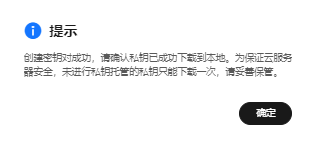 提示
创建密钥对成功，请确认私钥已成功下载到本地。为保证云服务
器安全，未进行私钥托管的私钥只能下载一次，请妥善保管。
确定